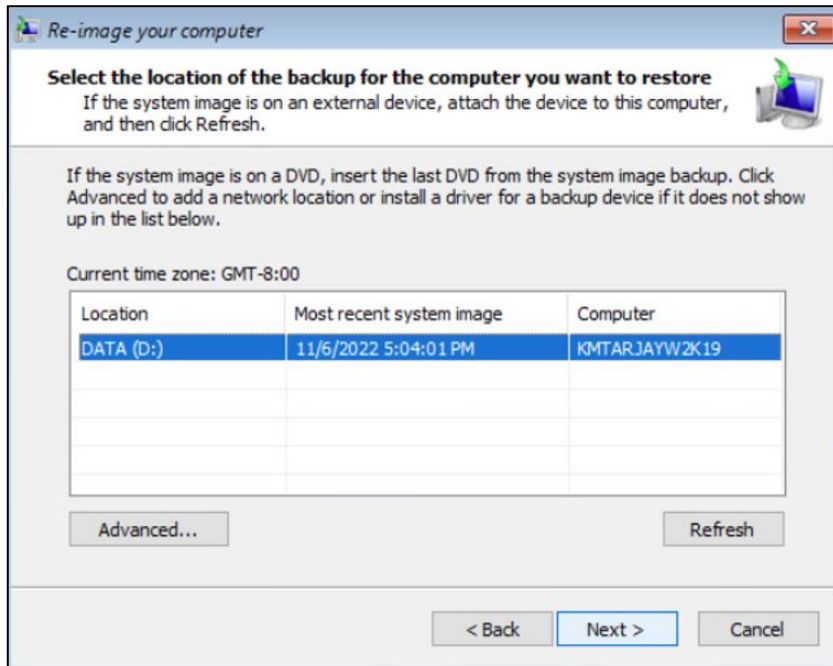 Re-image your computer
Select the location of the backup for the computer you want to restore
If the system image is on an external device, attach the device to this computer,
and then click Refresh.
If the system image is on a DVD, insert the last DVD from the system image backup. Click
Advanced to add a network location or install a driver for a backup device if it does not show
up in the list below.
Current time zone: GMT-8:00
Location Most recent system image Computer
DATA (D:) 11/6/2022 5:04:01 PM KMTARJAYW2K19
Advanced... Refresh
< Back Next > Cancel